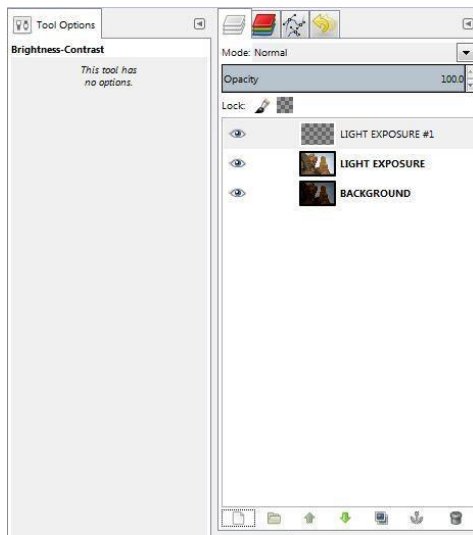 Tool Options
Brightness-Contrast
This tool has
no options.
Mode: Normal
Opacity 100.0
Lock:
LIGHT EXPOSURE #1
LIGHT EXPOSURE
BACKGROUND